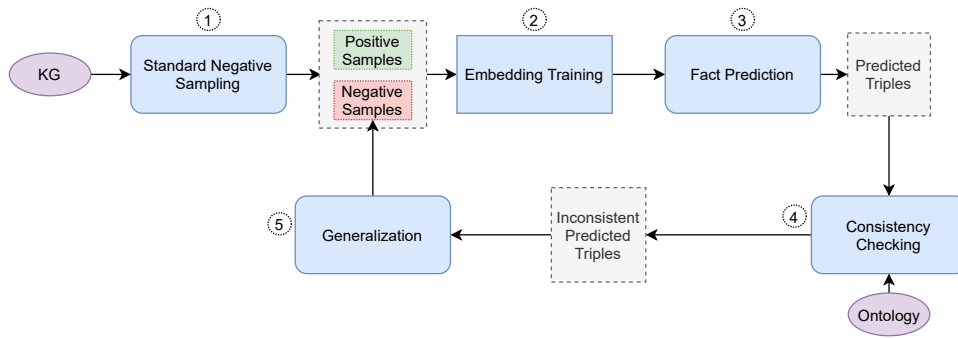 1
2
3
KG
Standard Negative
Sampling
Positive
Samples
Negative
Samples
Embedding Training
Fact Prediction
Predicted
Triples
5
Generalization
Inconsistent
Predicted
Triples
4
Consistency
Checking
Ontology